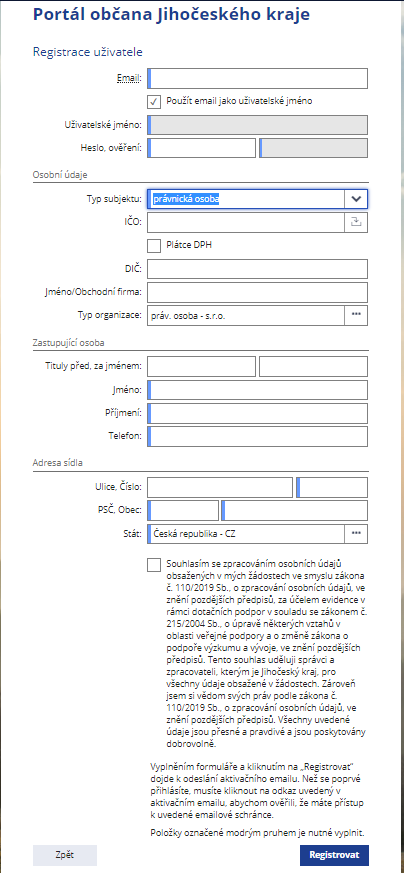 Portál občana Jihočeského kraje
Registrace uživatele
Email:
Použít email jako uživatelské jméno
Uživatelské jméno:
Heslo, ověření:
Osobní údaje
Typ subjektu: právnická osoba
IČO:
Plátce DPH
DIČ:
Jméno/Obchodní firma:
Typ organizace: práv. osoba - s.r.o.
Zastupující osoba
Tituly před, za jménem:
Jméno:
Příjmení:
Telefon:
Adresa sídla
Ulice, Číslo:
PSČ, Obec:
Stát: Česká republika - CZ
Souhlasím se zpracováním osobních údajů
obsažených v mých žádostech ve smyslu zákona
č. 110/2019 Sb., o zpracování osobních údajů, ve
znění pozdějších předpisů, za účelem evidence v
rámci dotačních podpor v souladu se zákonem č.
215/2004 Sb., o úpravě některých vztahů v
oblasti veřejné podpory a o změně zákona o
podpoře výzkumu a vývoje, ve znění pozdějších
předpisů. Tento souhlas uděluji správci a
zpracovateli, kterým je Jihočeský kraj, pro
všechny údaje obsažené v žádostech. Zároveň
jsem si vědom svých práv podle zákona č.
110/2019 Sb., o zpracování osobních údajů, ve
znění pozdějších předpisů. Všechny uvedené
údaje jsou přesné a pravdivé a jsou poskytovány
dobrovolně.
Vyplněním formuláře a kliknutím na „Registrovat"
dojde k odeslání aktivačního emailu. Než se poprvé
přihlásíte, musíte kliknout na odkaz uvedený v
aktivačním emailu, abychom ověřili, že máte přístup
k uvedené emailové schránce.
Položky označené modrým pruhem je nutné vyplnit.
Zpět
Registrovat